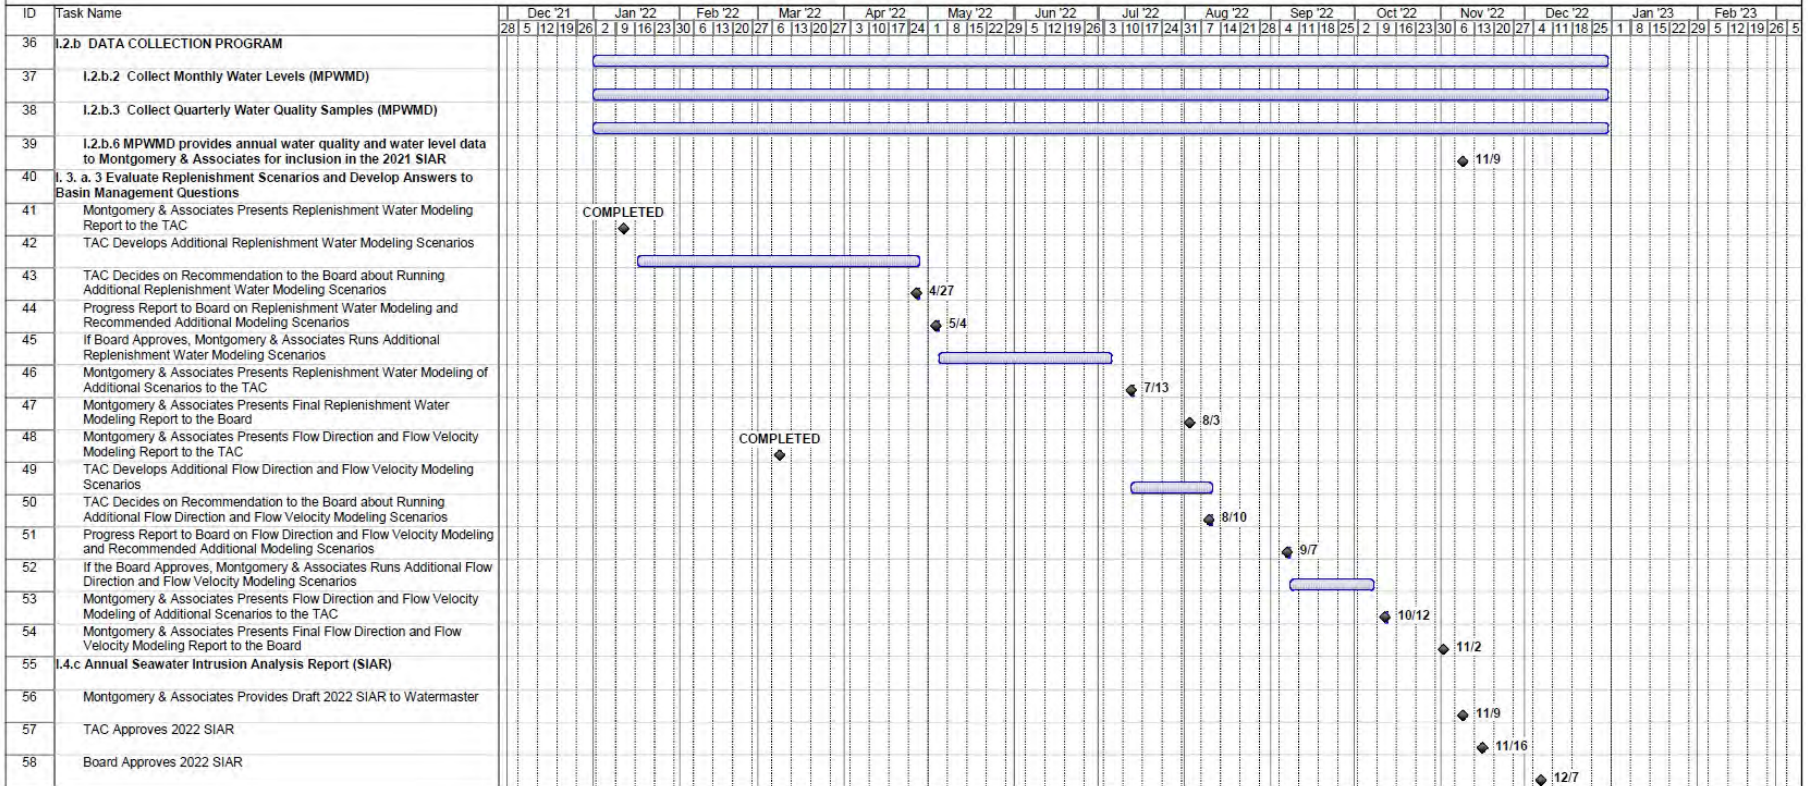 ID Task Name Dec '21 Jan '22 Feb '22 Mar '22 Apr '22 May '22 Jun '22 Jul '22 Aug '22 Sep '22 Oct '22 Nov '22 Dec '22 Jan '23 Feb '23
28 5 12 19 26 2 9 16 23 30 6 13 20 27 6 13 20 27 3 10 17 24 1 8 15 22 29 5 12 19 26 3 10 17 24 31 7 14 21 28 4 11 18 25 2 9 16 23 30 6 13 20 27 4 11 18 25 1 8 15 22 29 5 12 19 26 5
36 I.2.b DATA COLLECTION PROGRAM
37 I.2.b.2 Collect Monthly Water Levels (MPWMD)
38 I.2.b.3 Collect Quarterly Water Quality Samples (MPWMD)
39 I.2.b.6 MPWMD provides annual water quality and water level data
to Montgomery & Associates for inclusion in the 2021 SIAR 11/9
40 I. 3. a. 3 Evaluate Replenishment Scenarios and Develop Answers to
Basin Management Questions
41 Montgomery & Associates Presents Replenishment Water Modeling COMPLETED
Report to the TAC
42 TAC Develops Additional Replenishment Water Modeling Scenarios
43 TAC Decides on Recommendation to the Board about Running
Additional Replenishment Water Modeling Scenarios 4/27
44 Progress Report to Board on Replenishment Water Modeling and
Recommended Additional Modeling Scenarios 5/4
45 If Board Approves, Montgomery & Associates Runs Additional
Replenishment Water Modeling Scenarios
46 Montgomery & Associates Presents Replenishment Water Modeling of
Additional Scenarios to the TAC 7/13
47 Montgomery & Associates Presents Final Replenishment Water
Modeling Report to the Board 8/3
48 Montgomery & Associates Presents Flow Direction and Flow Velocity COMPLETED
Modeling Report to the TAC
49 TAC Develops Additional Flow Direction and Flow Velocity Modeling
Scenarios
50 TAC Decides on Recommendation to the Board about Running
Additional Flow Direction and Flow Velocity Modeling Scenarios 8/10
51 Progress Report to Board on Flow Direction and Flow Velocity Modeling
and Recommended Additional Modeling Scenarios 9/7
52 If the Board Approves, Montgomery & Associates Runs Additional Flow
Direction and Flow Velocity Modeling Scenarios
53 Montgomery & Associates Presents Flow Direction and Flow Velocity
Modeling of Additional Scenarios to the TAC 10/12
54 Montgomery & Associates Presents Final Flow Direction and Flow
Velocity Modeling Report to the Board 11/2
55 I.4.c Annual Seawater Intrusion Analysis Report (SIAR)
56 Montgomery & Associates Provides Draft 2022 SIAR to Watermaster
11/9
57 TAC Approves 2022 SIAR
11/16
58 Board Approves 2022 SIAR
12/7